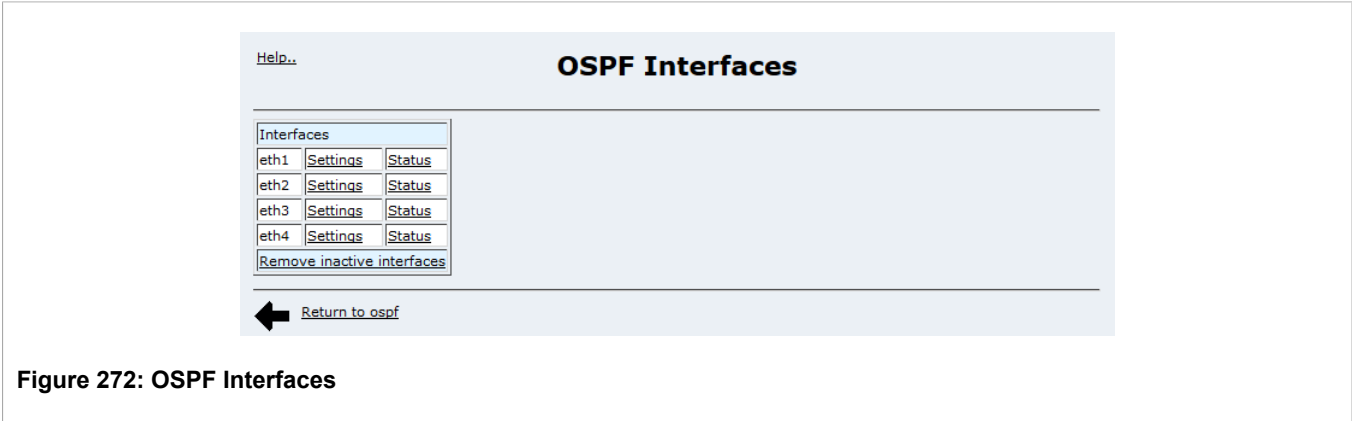 Help..
OSPF Interfaces
Interfaces
eth1 Settings Status
eth2 Settings Status
eth3 Settings Status
eth4 Settings Status
Remove inactive interfaces
Return to ospf
Figure 272: OSPF Interfaces